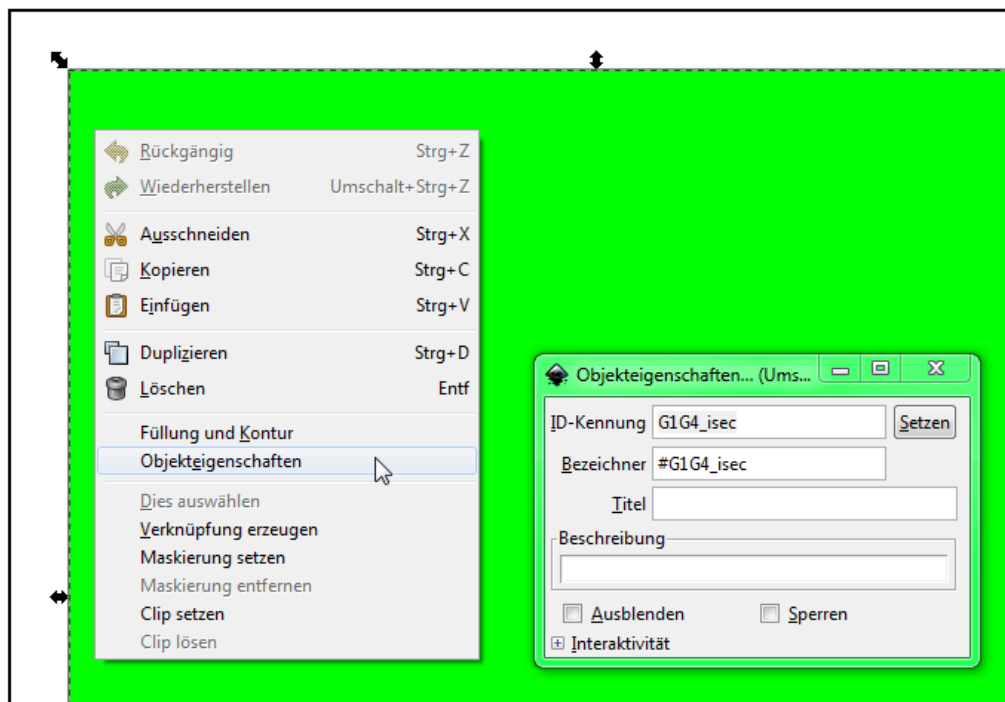 Rückgängig Strg+Z
Wiederherstellen Umschalt+Strg+Z
Ausschneiden Strg+X
Kopieren Strg+C
Einfügen Strg+V
Duplizieren Strg+D
Löschen Entf
Füllung und Kontur
Objekteigenschaften
Dies auswählen
Verknüpfung erzeugen
Maskierung setzen
Maskierung entfernen
Clip setzen
Clip lösen
Objekteigenschaften... (Ums...
ID-Kennung G1G4_isec Setzen
Bezeichner #G1G4_isec
Titel
Beschreibung
Ausblenden Sperren
Interaktivität